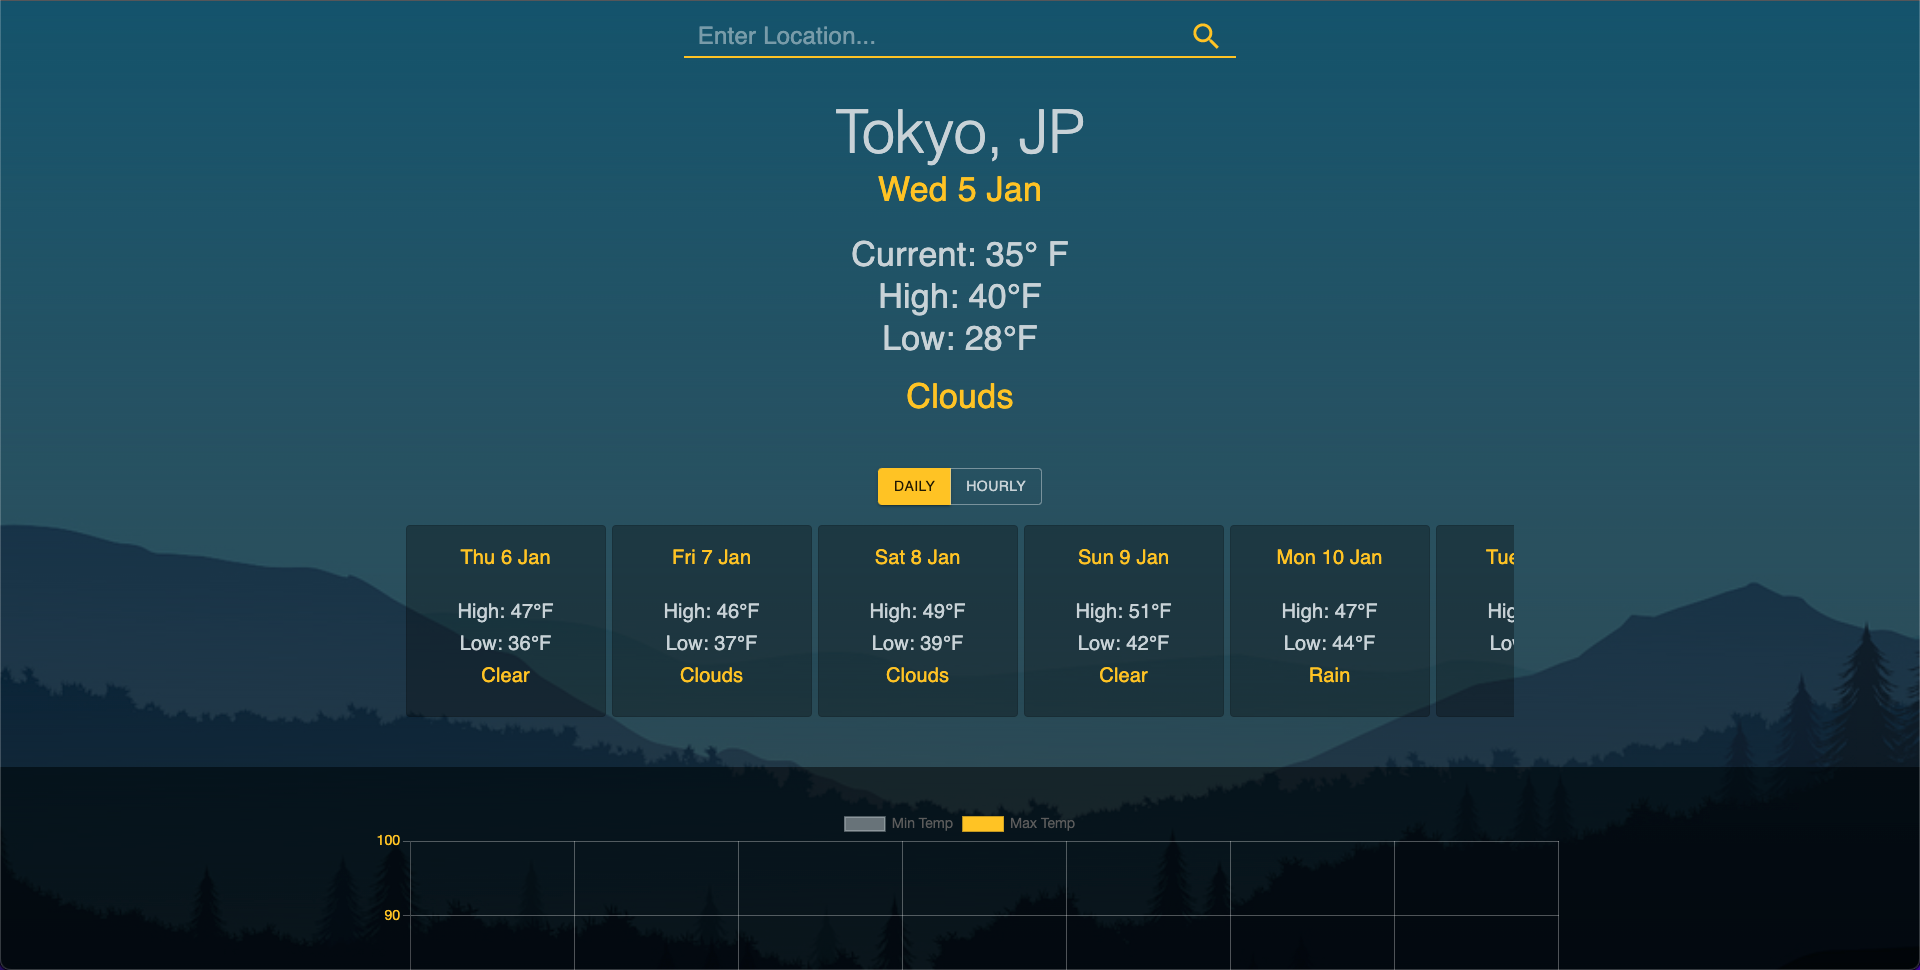 Enter Location...
Tokyo, JP
Wed 5 Jan
Current: 35° F
High: 40°F
Low: 28°F
Clouds
DAILY HOURLY
Thu 6 Jan
High: 47°F
Low: 36°F
Clear
Fri 7 Jan
High: 46°F
Low: 37°F
Clouds
Sat 8 Jan
High: 49°F
Low: 39°F
Clouds
Sun 9 Jan
High: 51°F
Low: 42°F
Clear
Mon 10 Jan
High: 47°F
Low: 44°F
Rain
Tue
Hig
Lo
Min Temp Max Temp
100
90